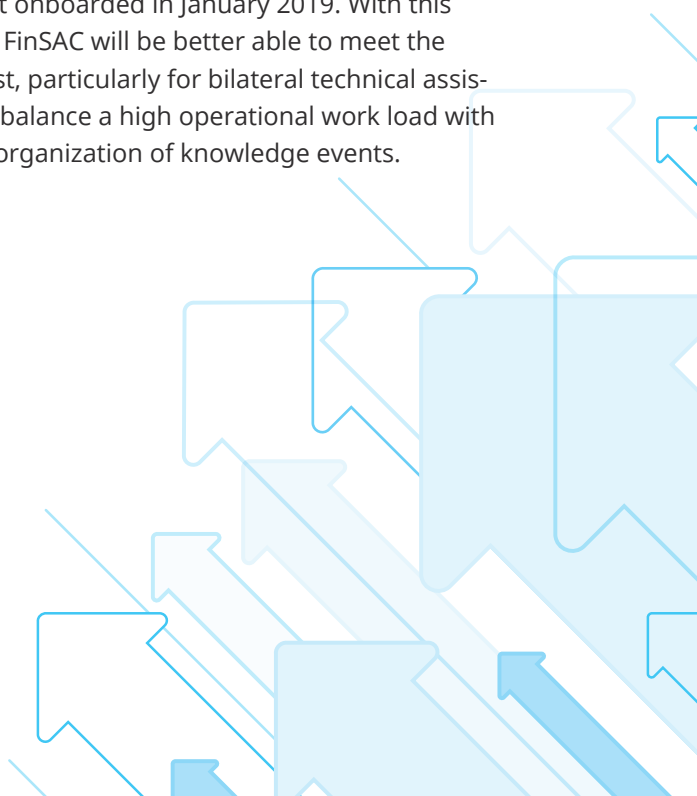 t onboarded in January 2019. With this
FinSAC will be better able to meet the
st, particularly for bilateral technical assis-
balance a high operational work load with
organization of knowledge events.